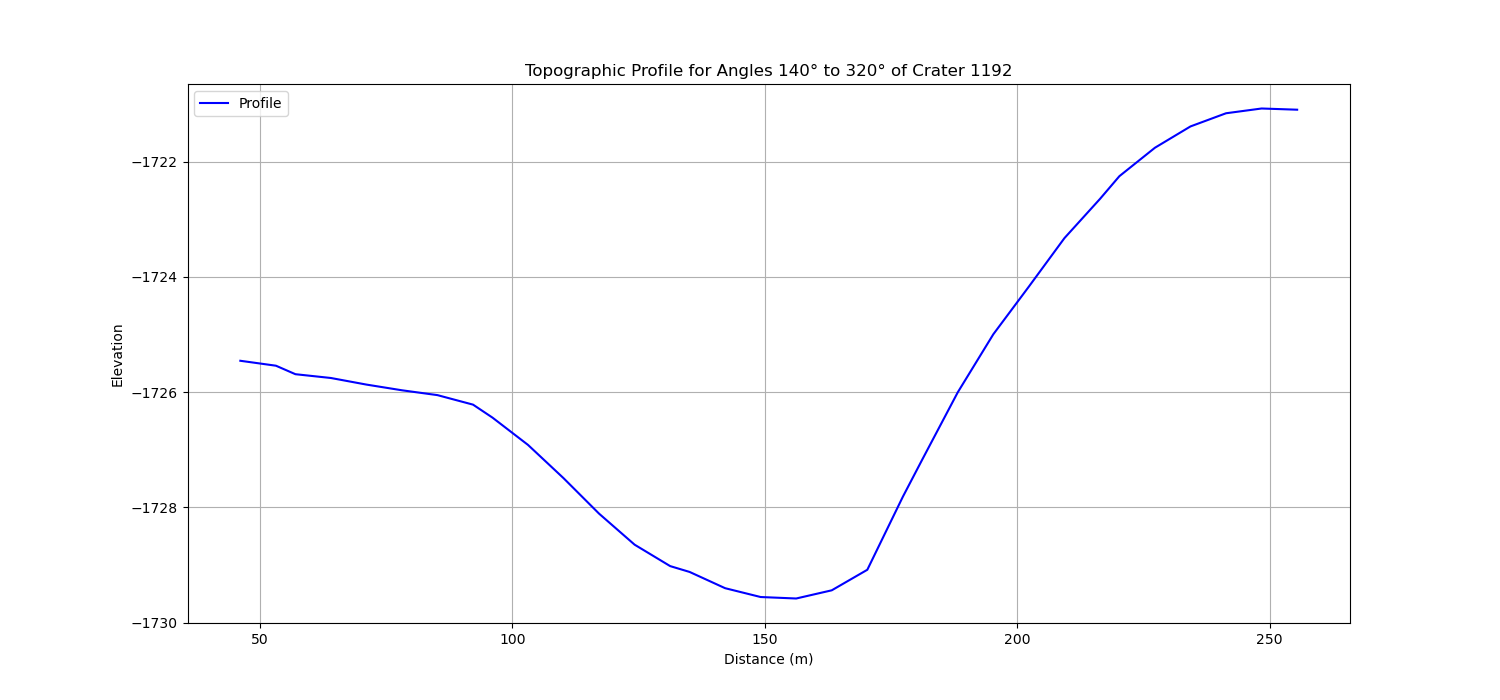 Topographic Profile for Angles 140° to 320° of Crater 1192
Profile
−1722
−1724
−1726
−1728
−1730
Elevation
50
100
150
200
250
Distance (m)